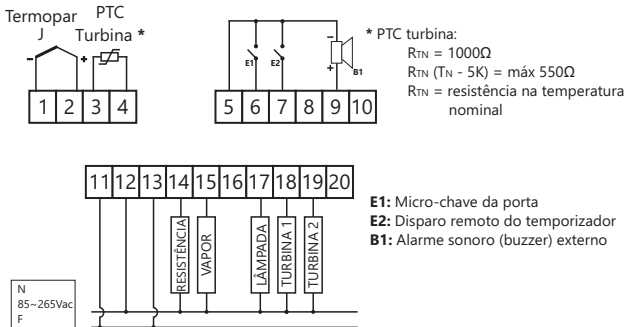 Termopar
J
PTC
Turbina *
- +
1 2 3 4
E1 E2
-
+
B1
5 6 7 8 9 10
* PTC turbina:
RTN = 1000Ω
RTN (TN - 5K) = máx 550Ω
RTN = resistência na temperatura
nominal
11 12 13 14 15 16 17 18 19 20
RESISTÊNCIA
VAPOR
LÂMPADA
TURBINA 1
TURBINA 2
E1: Micro-chave da porta
E2: Disparo remoto do temporizador
B1: Alarme sonoro (buzzer) externo
N
85~265Vac
F